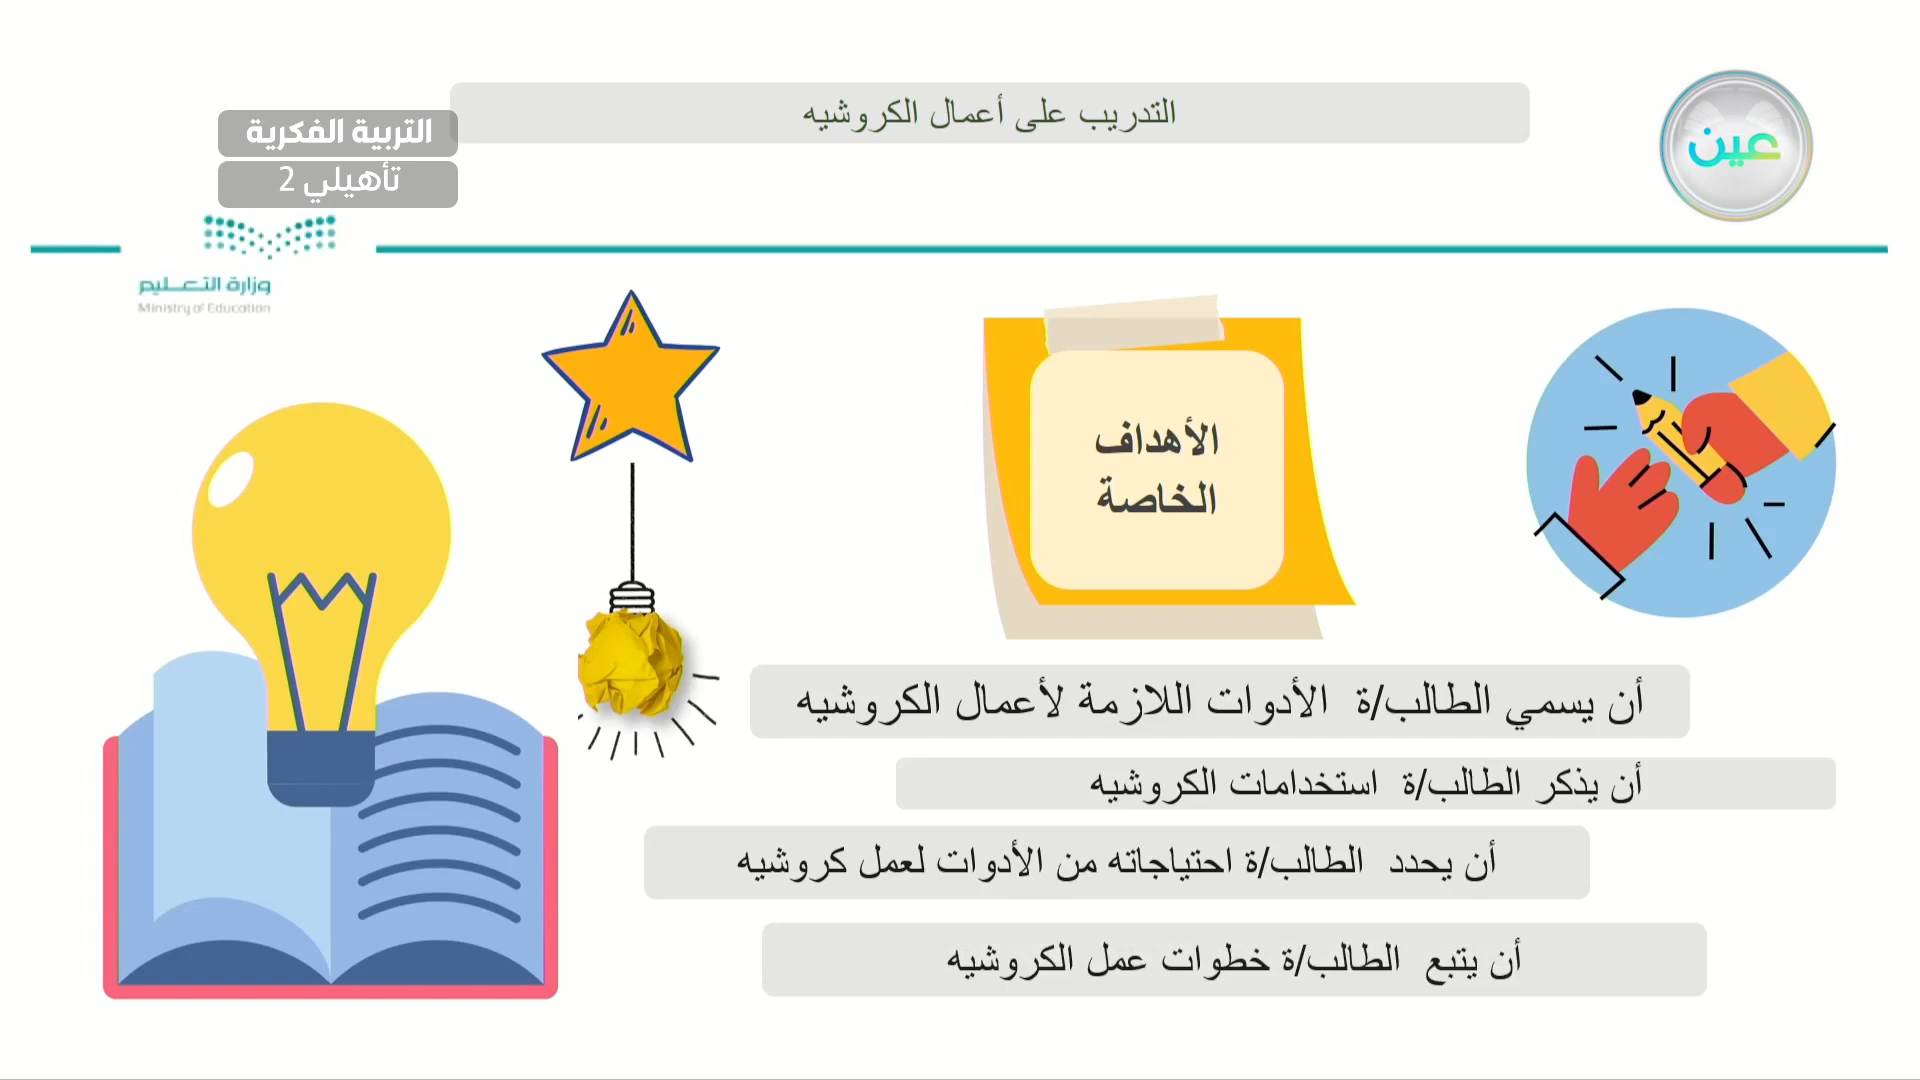 التدريب على أعمال الكروشيه
عين
التربية الفكرية
تأهيلي 2
وزارة التعليم
Ministry of Education
الأهداف
الخاصة
أن يسمي الطالب/ة الأدوات اللازمة لأعمال الكروشيه
أن يذكر الطالب/ة استخدامات الكروشيه
أن يحدد الطالب/ة احتياجاته من الأدوات لعمل كروشيه
أن يتبع الطالب/ة خطوات عمل الكروشيه